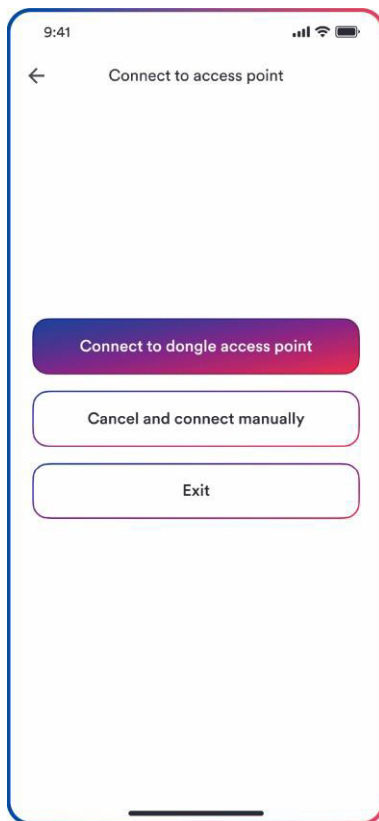 9:41
Connect to access point
Connect to dongle access point
Cancel and connect manually
Exit